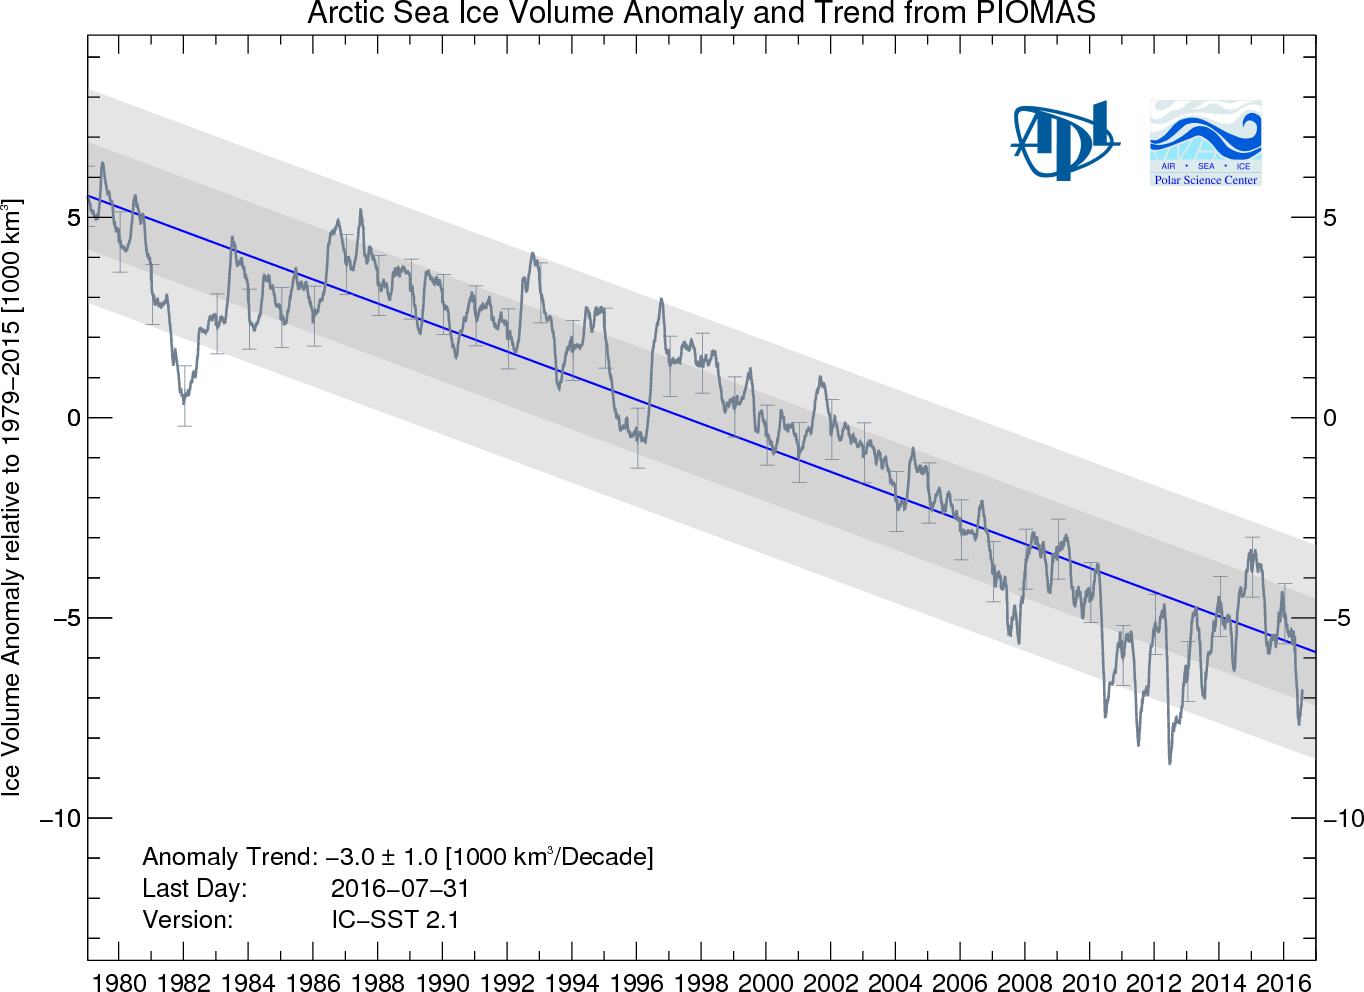 Arctic Sea Ice Volume Anomaly and Trend from PIOMAS
Ice Volume Anomaly relative to 1979−2015 [1000 km³]
5
0
−5
−10
5
0
−5
−10
APL
AIR • SEA • ICE
Polar Science Center
Anomaly Trend: −3.0 ± 1.0 [1000 km³/Decade]
Last Day: 2016−07−31
Version: IC−SST 2.1
1980 1982 1984 1986 1988 1990 1992 1994 1996 1998 2000 2002 2004 2006 2008 2010 2012 2014 2016